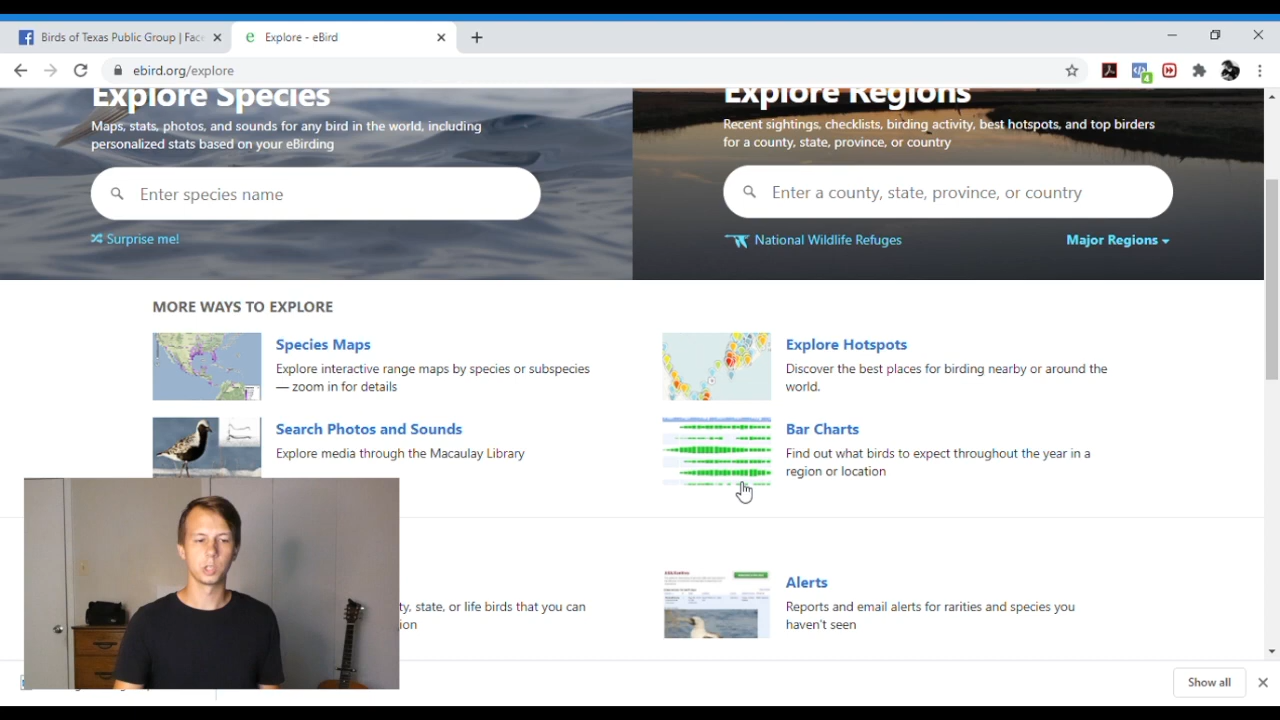 Birds of Texas Public Group | Face
Explore - eBird
ebird.org/explore
4
Explore Species
Maps, stats, photos, and sounds for any bird in the world, including
personalized stats based on your eBirding
Enter species name
Surprise me!
Explore Regions
Recent sightings, checklists, birding activity, best hotspots, and top birders
for a county, state, province, or country
Enter a county, state, province, or country
National Wildlife Refuges
Major Regions
MORE WAYS TO EXPLORE
Species Maps
Explore interactive range maps by species or subspecies
— zoom in for details
Explore Hotspots
Discover the best places for birding nearby or around the
world.
Search Photos and Sounds
Explore media through the Macaulay Library
Bar Charts
Find out what birds to expect throughout the year in a
region or location
ty, state, or life birds that you can
ion
Alerts
Reports and email alerts for rarities and species you
haven't seen
Show all